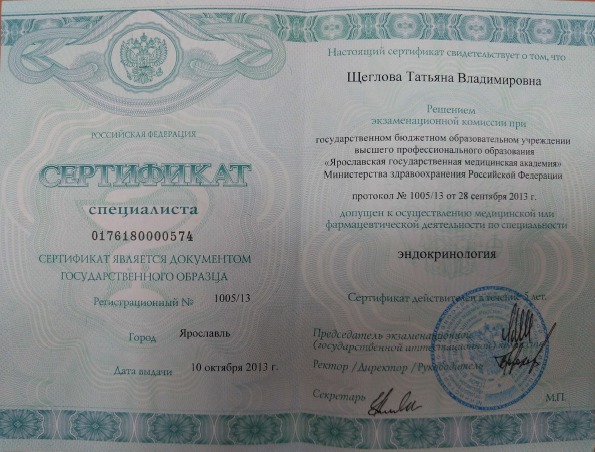 РОССИЙСКАЯ ФЕДЕРАЦИЯ
СЕРТИФИКАТ
специалиста
0176180000574
СЕРТИФИКАТ ЯВЛЯЕТСЯ ДОКУМЕНТОМ
ГОСУДАРСТВЕННОГО ОБРАЗЦА
Регистрационный № 1005/13
Город Ярославль
Дата выдачи 10 октября 2013 г.
Настоящий сертификат свидетельствует о том, что
Щеглова Татьяна Владимировна
Решением
экзаменационной комиссии при
государственном бюджетном образовательном учреждении
высшего профессионального образования
«Ярославская государственная медицинская академия»
Министерства здравоохранения Российской Федерации
протокол № 1005/13 от 28 сентября 2013 г.
допущен к осуществлению медицинской или
фармацевтической деятельности по специальности
эндокринология
Сертификат действителен в течение 5 лет.
Председатель экзаменационной
(государственной аттестационной)
Ректор /Директор /Руководитель
Секретарь
М.П.